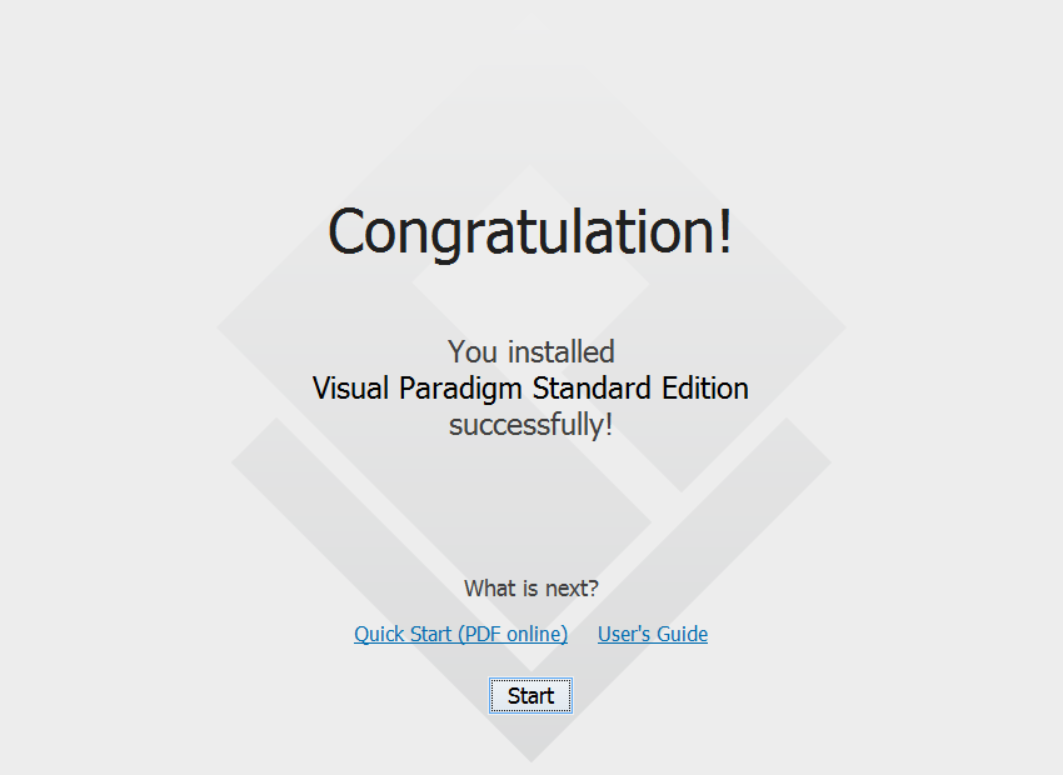 Congratulation!
You installed
Visual Paradigm Standard Edition
successfully!
What is next?
Quick Start (PDF online) User's Guide
Start